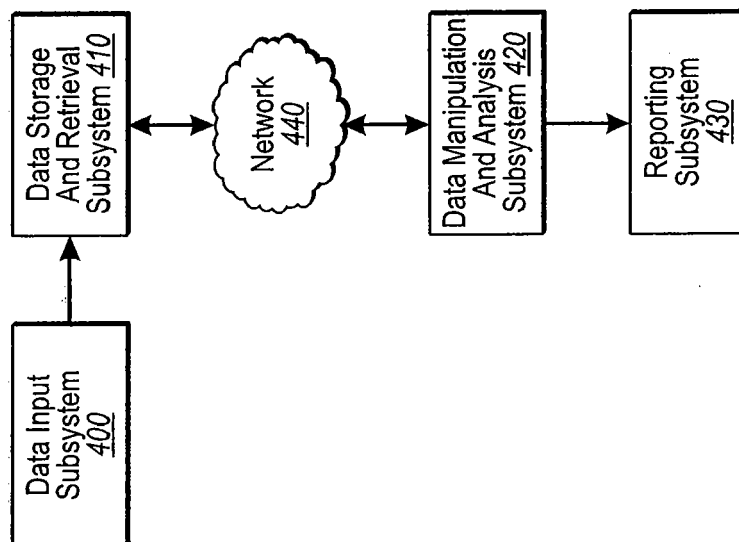 Data Input
Subsystem
400
Data Storage
And Retrieval
Subsystem 410
Network
440
Data Manipulation
And Analysis
Subsystem 420
Reporting
Subsystem
430